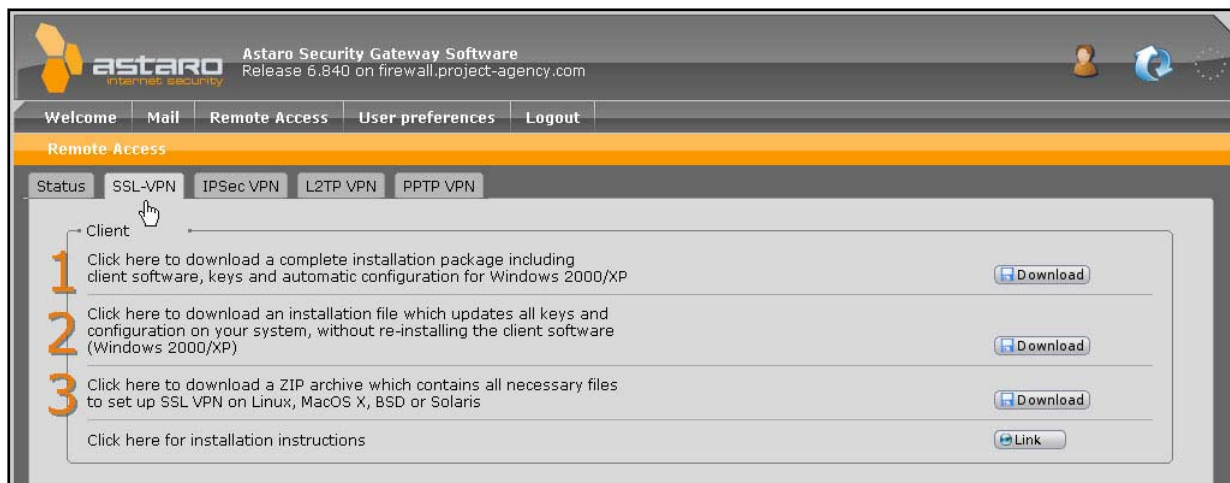 astaro
internet security
Astaro Security Gateway Software
Release 6.840 on firewall.project-agency.com
Welcome Mail Remote Access User preferences Logout
Remote Access
Status SSL-VPN IPSec VPN L2TP VPN PPTP VPN
Client
1 Click here to download a complete installation package including
client software, keys and automatic configuration for Windows 2000/XP Download
2 Click here to download an installation file which updates all keys and
configuration on your system, without re-installing the client software
(Windows 2000/XP) Download
3 Click here to download a ZIP archive which contains all necessary files
to set up SSL VPN on Linux, MacOS X, BSD or Solaris Download
Click here for installation instructions Link